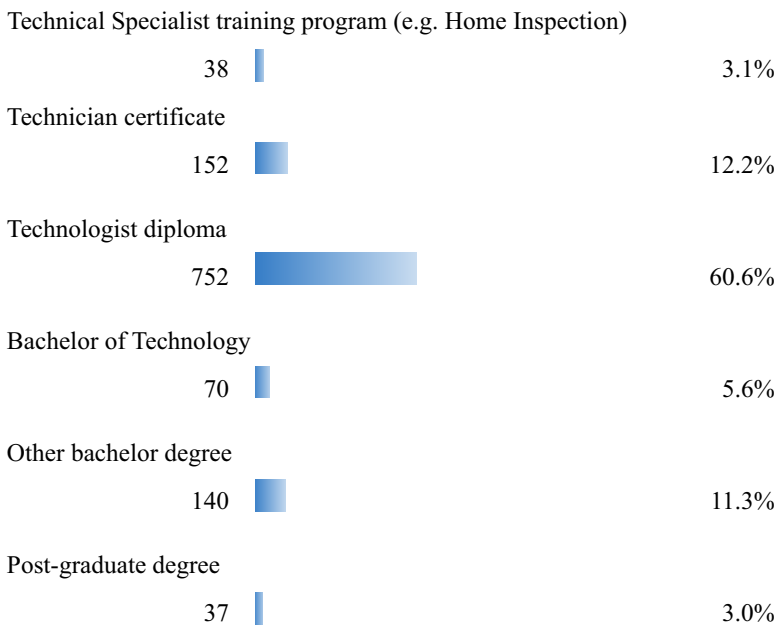 Technical Specialist training program (e.g. Home Inspection)
38 3.1%
Technician certificate
152 12.2%
Technologist diploma
752 60.6%
Bachelor of Technology
70 5.6%
Other bachelor degree
140 11.3%
Post-graduate degree
37 3.0%